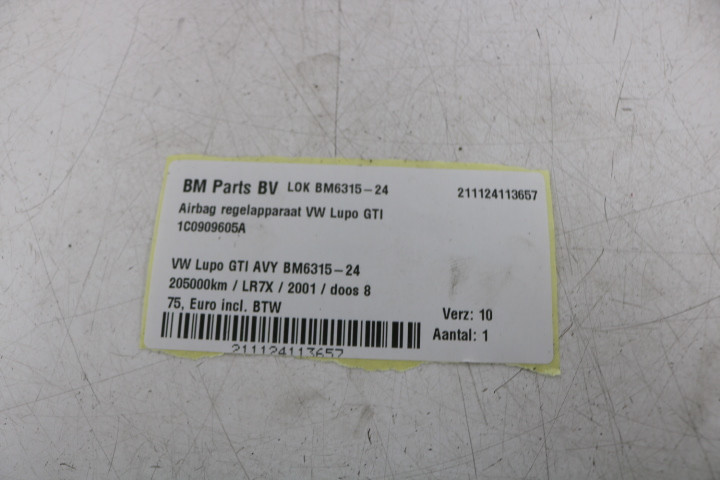 BM Parts BV LOK BM6315-24 211124113657
Airbag regelapparaat VW Lupo GTI
1C0909605A
VW Lupo GTI AVY BM6315-24
205000km / LR7X / 2001 / doos 8
75, Euro incl. BTW
Verz: 10
Aantal: 1
211124113657